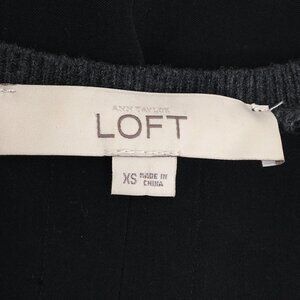 ANN TAYLOR
LOFT
XS MADE IN
CHINA